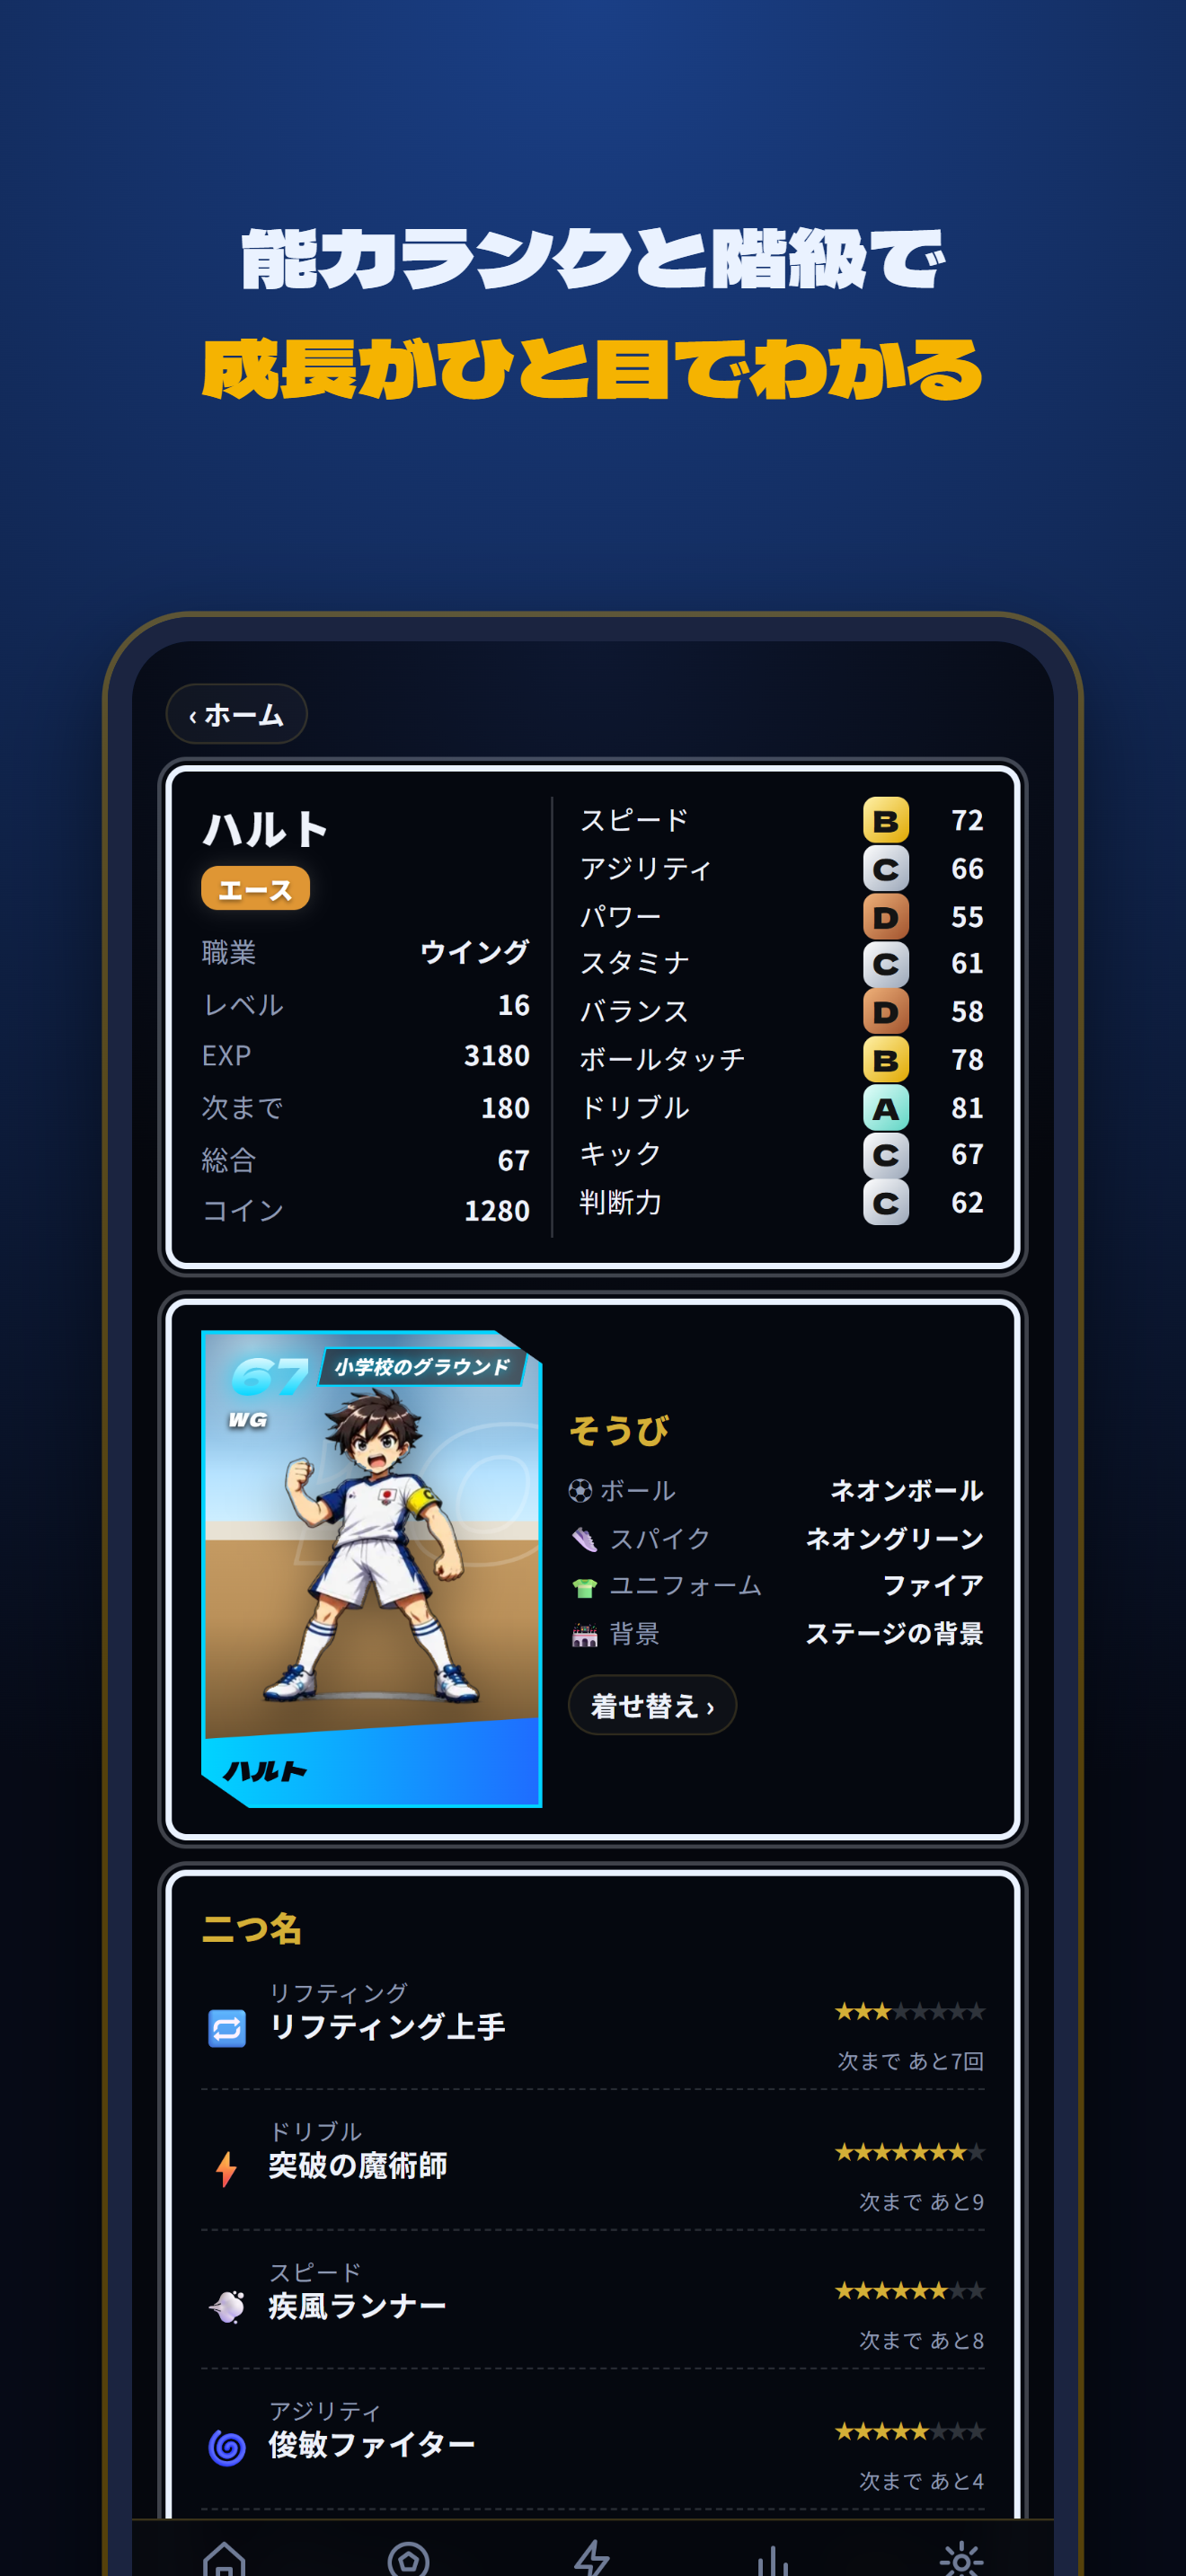 能力ランクと階級で
成長がひと目でわかる
‹ ホーム
ハルト
エース
職業 ウイング
レベル 16
EXP 3180
次まで 180
総合 67
コイン 1280
スピード B 72
アジリティ C 66
パワー D 55
スタミナ C 61
バランス D 58
ボールタッチ B 78
ドリブル A 81
キック C 67
判断力 C 62
67 小学校のグラウンド
WG
10
ハルト
そうび
ボール ネオンボール
スパイク ネオングリーン
ユニフォーム ファイア
背景 ステージの背景
着せ替え ›
二つ名
リフティング
リフティング上手 ★★★★★★★★
次まで あと7回
ドリブル
突破の魔術師 ★★★★★★★★
次まで あと9
スピード
疾風ランナー ★★★★★★★★
次まで あと8
アジリティ
俊敏ファイター ★★★★★★★★
次まで あと4